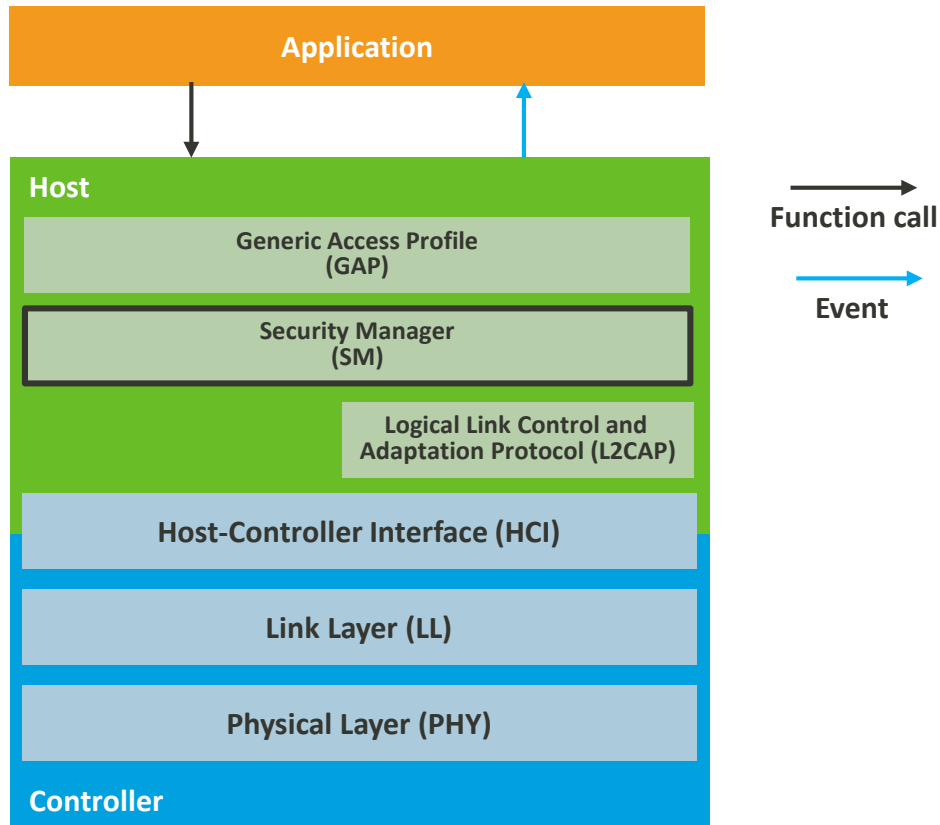 Application
Host
Generic Access Profile
(GAP)
Security Manager
(SM)
Logical Link Control and
Adaptation Protocol (L2CAP)
Host-Controller Interface (HCI)
Link Layer (LL)
Physical Layer (PHY)
Controller
Function call
Event